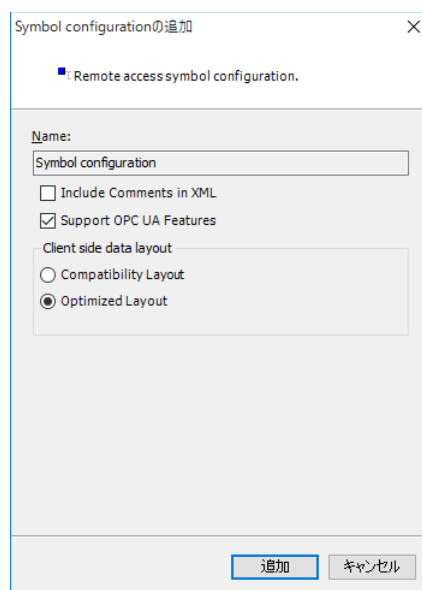 Symbol configurationの追加
Remote access symbol configuration.
Name:
Symbol configuration
Include Comments in XML
Support OPC UA Features
Client side data layout
Compatibility Layout
Optimized Layout
追加 キャンセル